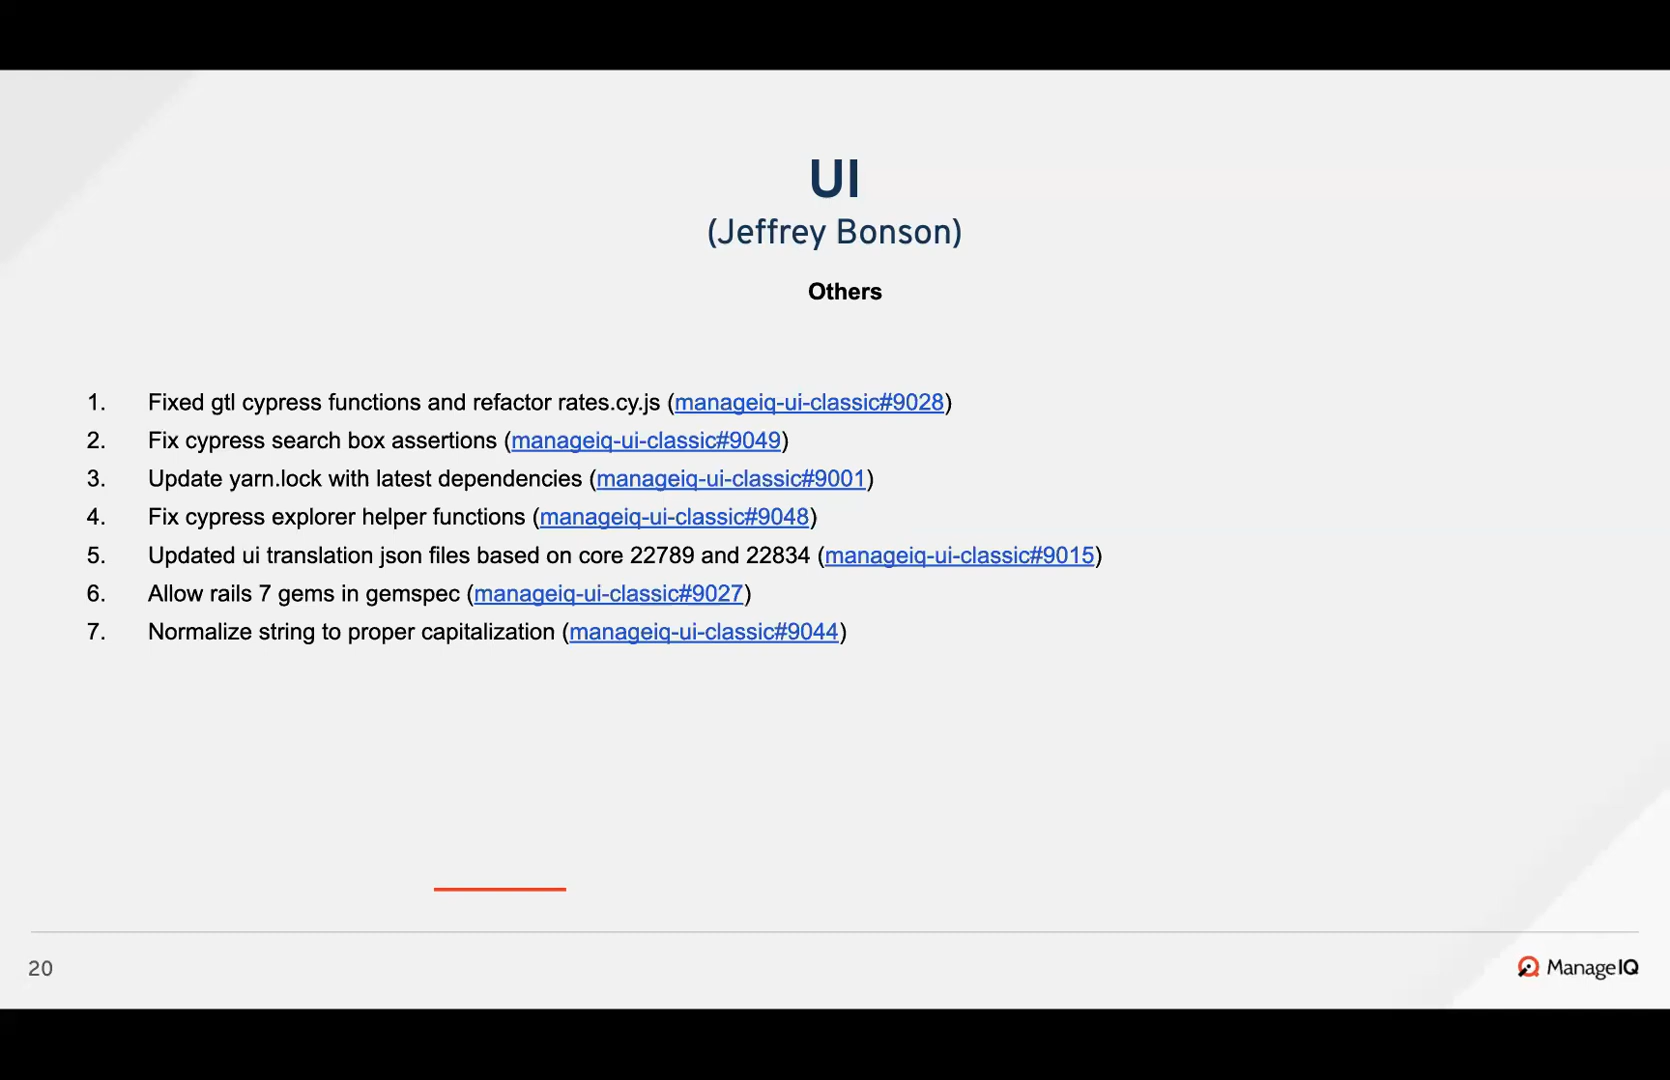 UI
(Jeffrey Bonson)
Others
1. Fixed gtl cypress functions and refactor rates.cy.js (manageiq-ui-classic#9028)
2. Fix cypress search box assertions (manageiq-ui-classic#9049)
3. Update yarn.lock with latest dependencies (manageiq-ui-classic#9001)
4. Fix cypress explorer helper functions (manageiq-ui-classic#9048)
5. Updated ui translation json files based on core 22789 and 22834 (manageiq-ui-classic#9015)
6. Allow rails 7 gems in gemspec (manageiq-ui-classic#9027)
7. Normalize string to proper capitalization (manageiq-ui-classic#9044)
20
ManageIQ